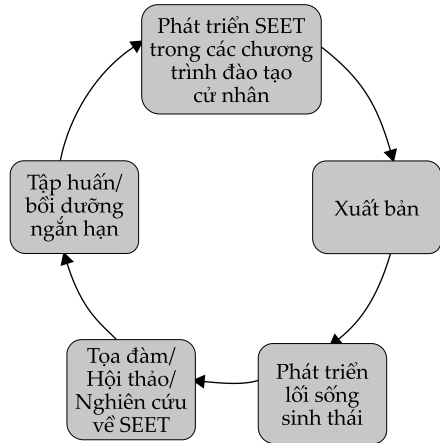 Phát triển SEET
trong các chương
trình đào tạo
cử nhân
Xuất bản
Phát triển
lối sống
sinh thái
Tọa đàm/
Hội thảo/
Nghiên cứu
về SEET
Tập huấn/
bồi dưỡng
ngắn hạn